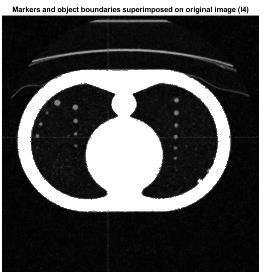 Markers and object boundaries superimposed on original image (I4)